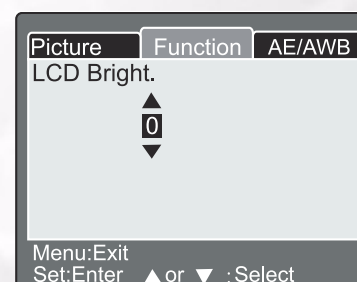 Picture Function AE/AWB
LCD Bright.
▲
0
▼
Menu:Exit
Set:Enter ▲ or ▼ :Select